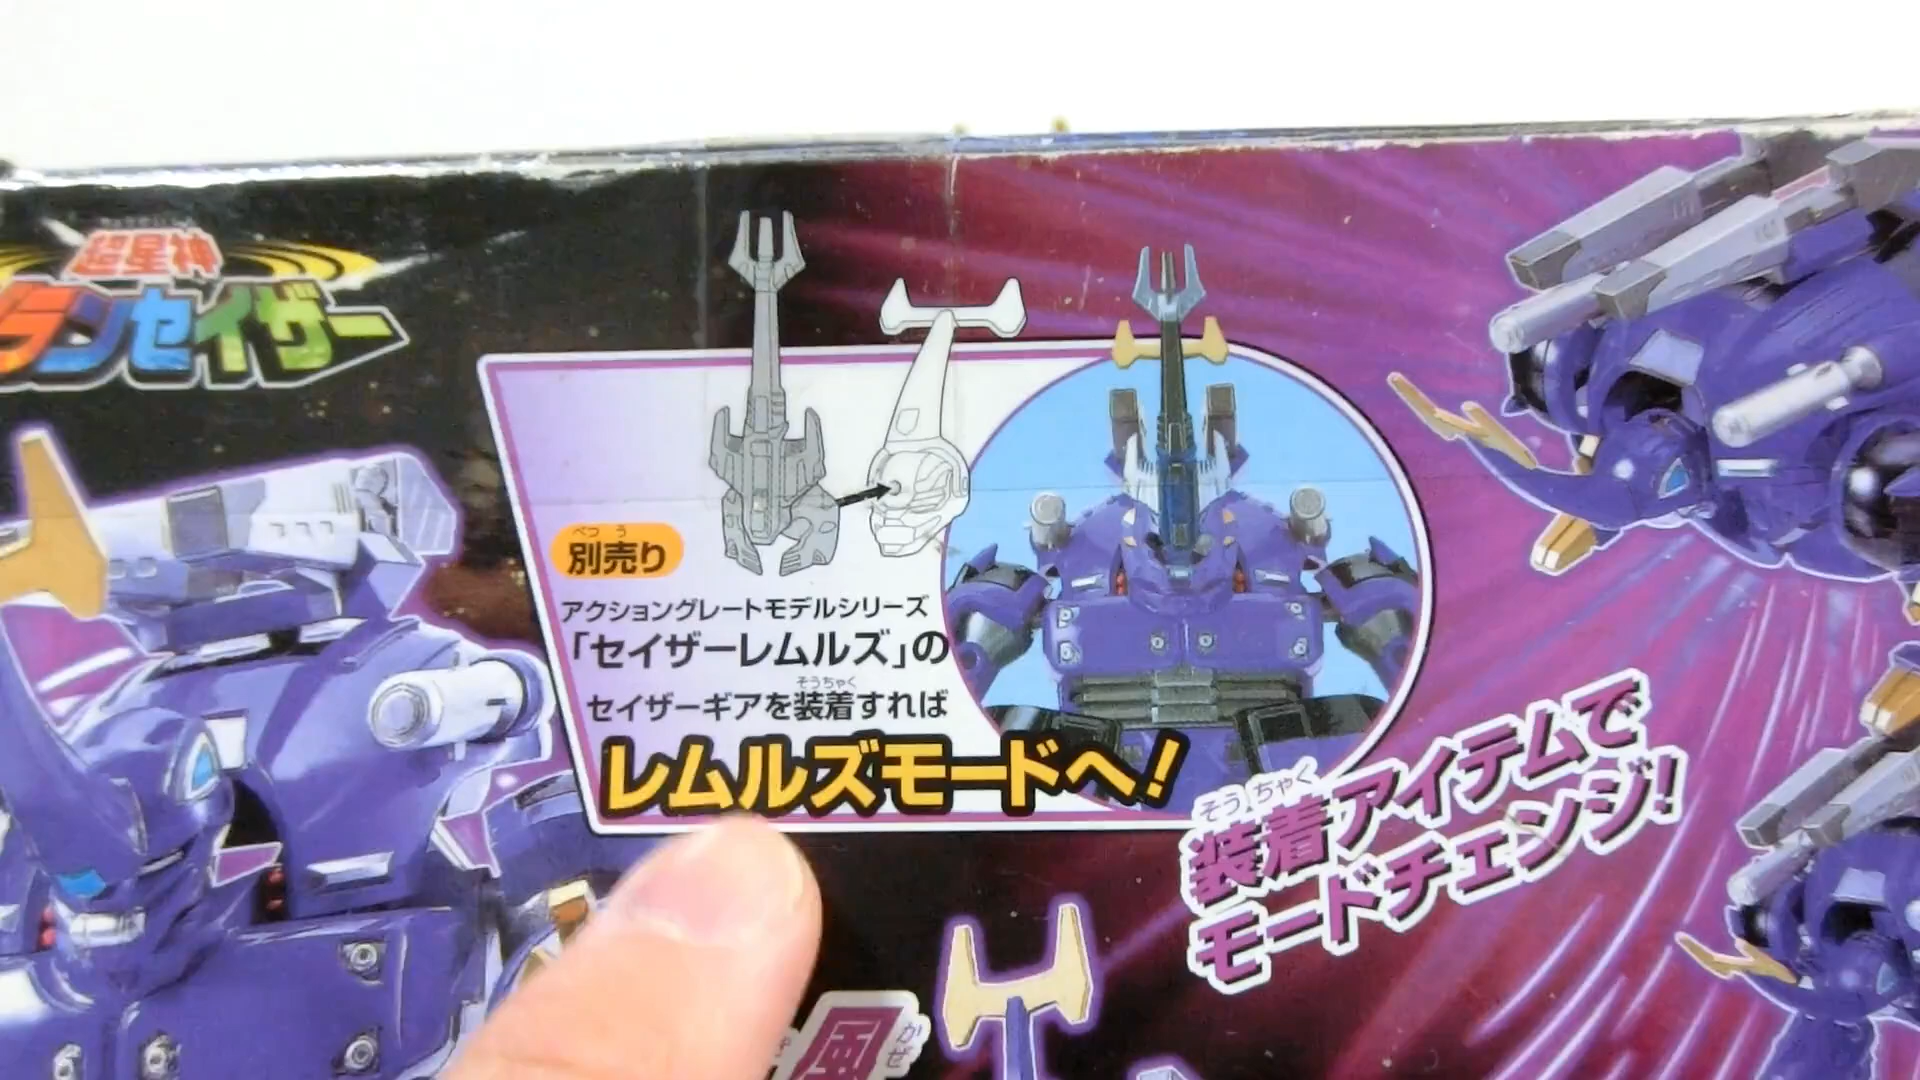 超星神
ランセイザー
べつ う
別売り
アクショングレートモデルシリーズ
「セイザーレムルズ」の
そうちゃく
セイザーギアを装着すれば
レムルズモードへ!
そうちゃく
装着アイテムで
モードチェンジ!
風
かぜ